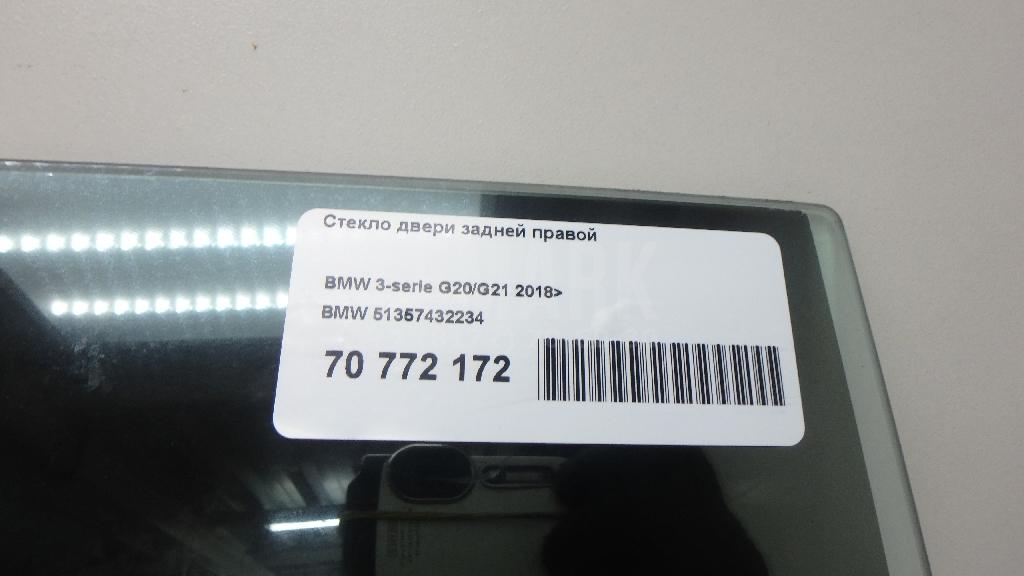 Стекло двери задней правой
BMW 3-serie G20/G21 2018>
BMW 51357432234
70 772 172